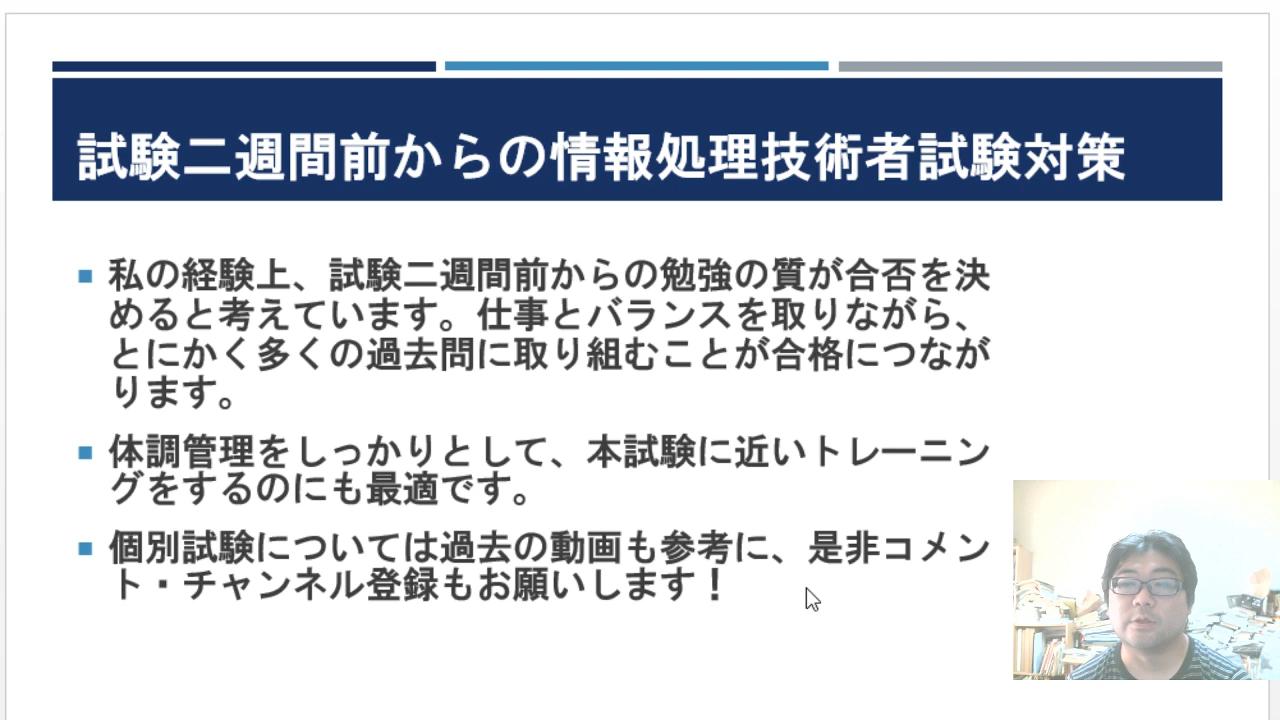 試験二週間前からの情報処理技術者試験対策
私の経験上、試験二週間前からの勉強の質が合否を決
めると考えています。仕事とバランスを取りながら、
とにかく多くの過去問に取り組むことが合格につなが
ります。
体調管理をしっかりとして、本試験に近いトレーニン
グをするのにも最適です。
個別試験については過去の動画も参考に、是非コメン
ト・チャンネル登録もお願いします！